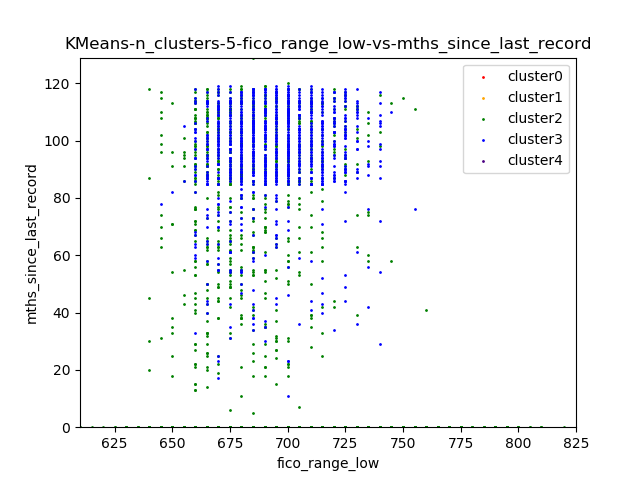 KMeans-n_clusters-5-fico_range_low-vs-mths_since_last_record
cluster0
cluster1
cluster2
cluster3
cluster4
120
100
80
60
40
20
0
mths_since_last_record
625 650 675 700 725 750 775 800 825
fico_range_low